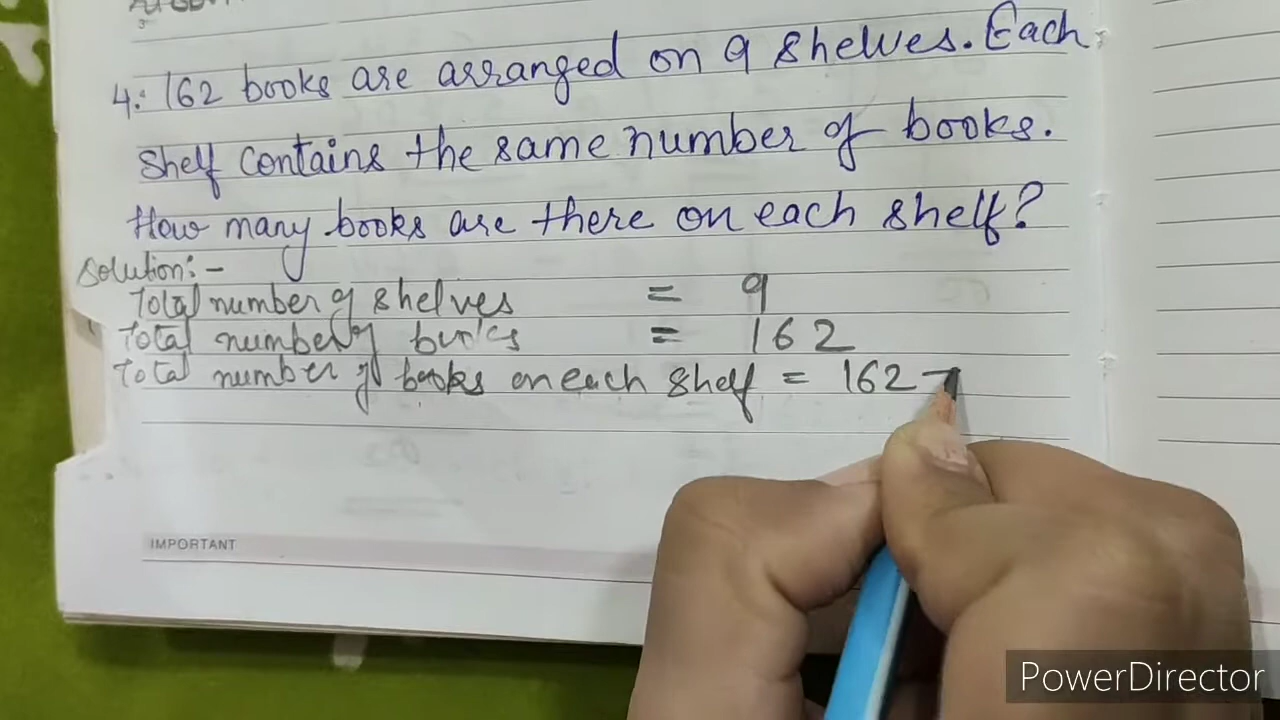 4.: 162 books are arranged on 9 shelves. Each
shelf contains the same number of books.
How many books are there on each shelf?
Solution:-
Total number of shelves = 9
Total number of books = 162
Total number of books on each shelf = 162
IMPORTANT
PowerDirector